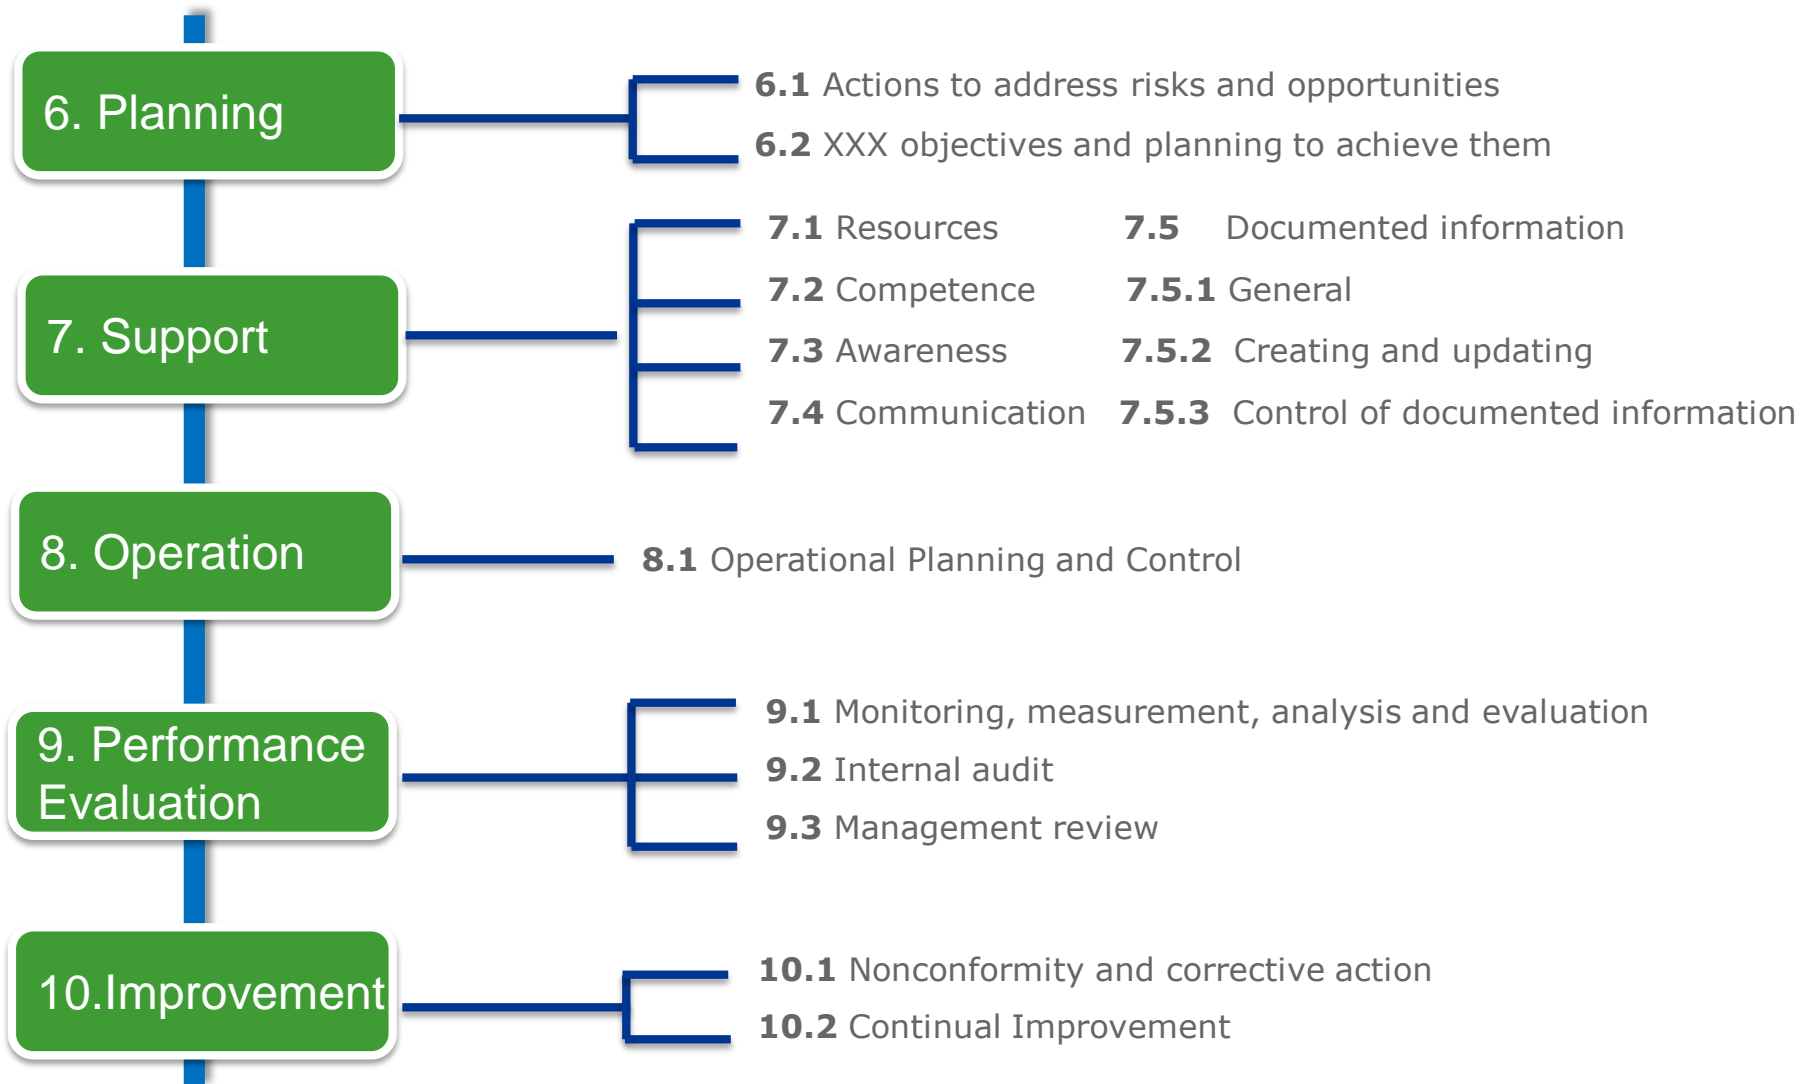 6. Planning
6.1 Actions to address risks and opportunities
6.2 XXX objectives and planning to achieve them
7. Support
7.1 Resources
7.2 Competence
7.3 Awareness
7.4 Communication
7.5 Documented information
7.5.1 General
7.5.2 Creating and updating
7.5.3 Control of documented information
8. Operation
8.1 Operational Planning and Control
9. Performance
Evaluation
9.1 Monitoring, measurement, analysis and evaluation
9.2 Internal audit
9.3 Management review
10.Improvement
10.1 Nonconformity and corrective action
10.2 Continual Improvement